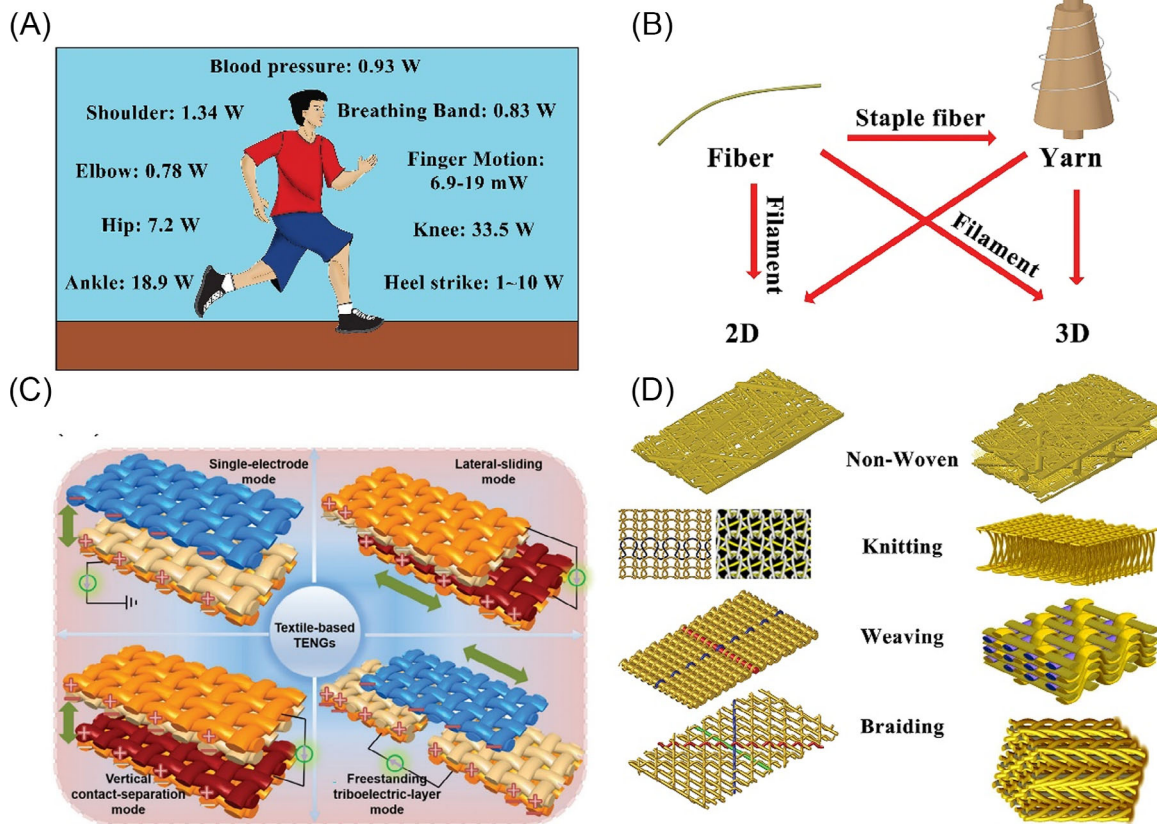 (A)
Blood pressure: 0.93 W
Shoulder: 1.34 W
Breathing Band: 0.83 W
Elbow: 0.78 W
Finger Motion:
6.9-19 mW
Hip: 7.2 W
Knee: 33.5 W
Ankle: 18.9 W
Heel strike: 1~10 W
(B)
Staple fiber
Fiber
Yarn
Filament
Filament
2D
3D
(C)
Single-electrode
mode
Lateral-sliding
mode
Textile-based
TENGs
Vertical
contact-separation
mode
Freestanding
triboelectric-layer
mode
(D)
Non-Woven
Knitting
Weaving
Braiding